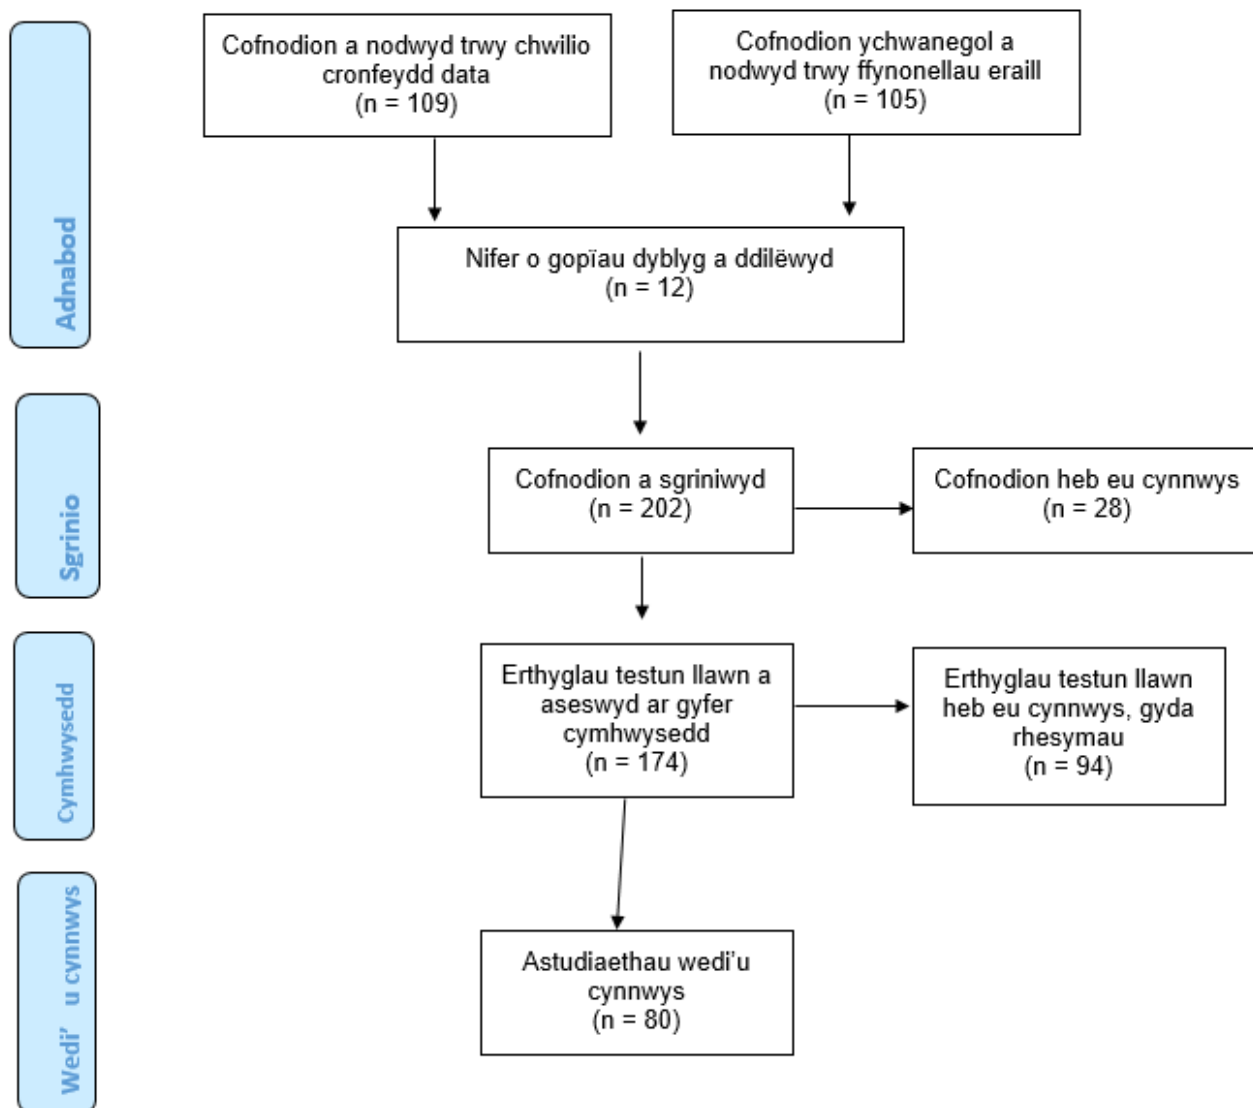 Adnabod
Cofnodion a nodwyd trwy chwilio
cronfeydd data
(n = 109)
Cofnodion ychwanegol a
nodwyd trwy ffynonellau eraill
(n = 105)
Nifer o gopïau dyblyg a ddilëwyd
(n = 12)
Sgrinio
Cofnodion a sgriniwyd
(n = 202)
Cofnodion heb eu cynnwys
(n = 28)
Cymhwysedd
Erthyglau testun llawn a
aseswyd ar gyfer
cymhwysedd
(n = 174)
Erthyglau testun llawn
heb eu cynnwys, gyda
rhesymau
(n = 94)
Wedi’ u cynnwys
Astudiaethau wedi’u
cynnwys
(n = 80)